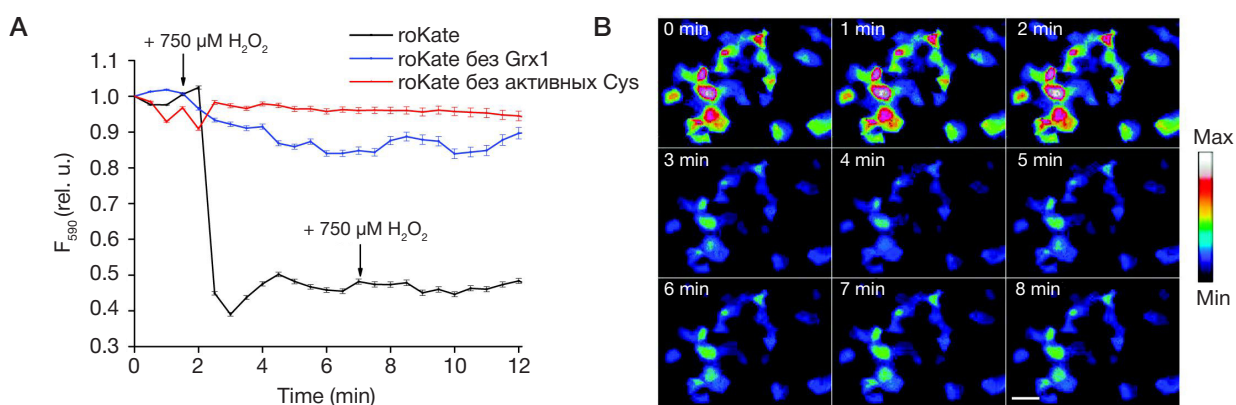 A
+ 750 µM H₂O₂
roKate
roKate без Grx1
roKate без активных Cys
1.0
0.9
0.8
0.7
0.6
0.5
0.4
0.3
F₅₉₀ (rel. u.)
+ 750 µM H₂O₂
0 2 4 6 8 10 12
Time (min)
B
0 min 1 min 2 min
3 min 4 min 5 min
6 min 7 min 8 min
Max
Min